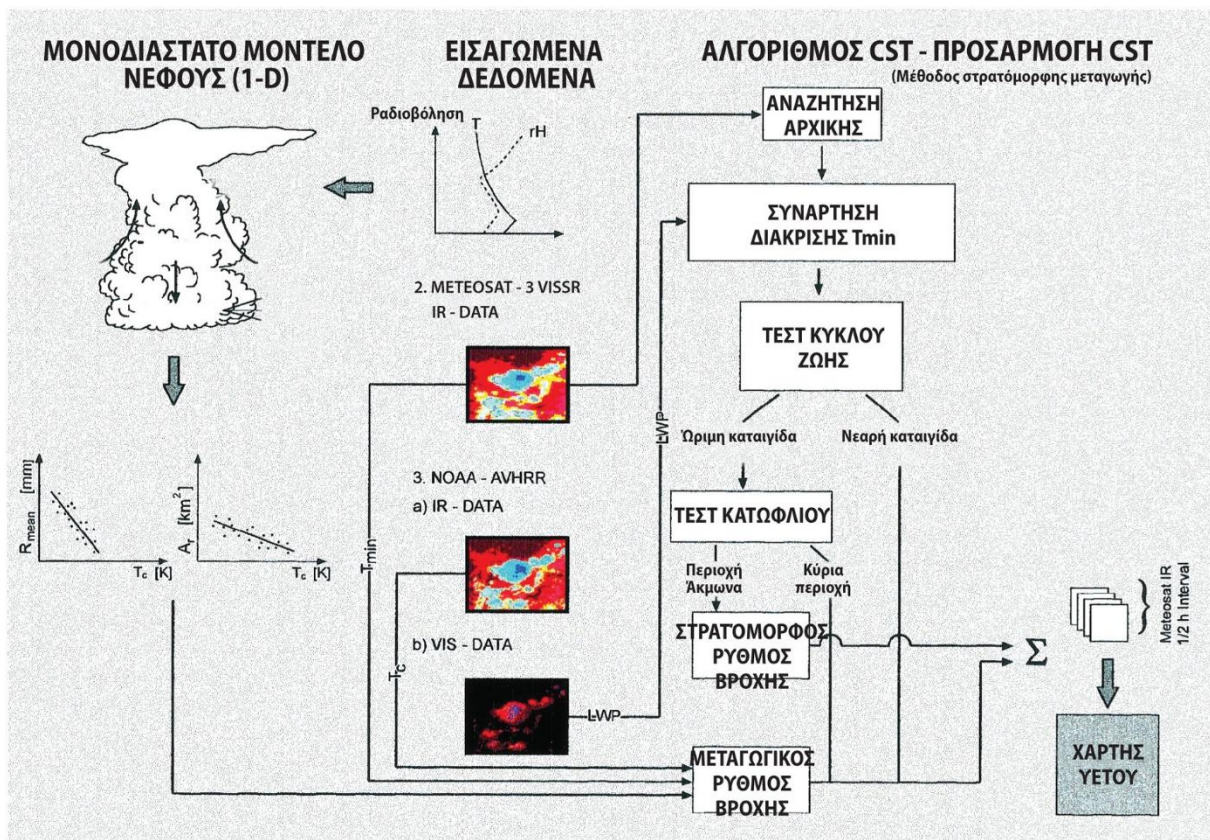 ΜΟΝΟΔΙΑΣΤΑΤΟ ΜΟΝΤΕΛΟ
ΝΕΦΟΥΣ (1-D)
ΕΙΣΑΓΩΜΕΝΑ
ΔΕΔΟΜΕΝΑ
ΑΛΓΟΡΙΘΜΟΣ CST - ΠΡΟΣΑΡΜΟΓΗ CST
(Μέθοδος στρατόμορφης μεταγωγής)
Ραδιοβόληση
T
rH
ΑΝΑΖΗΤΗΣΗ
ΑΡΧΙΚΗΣ
ΣΥΝΑΡΤΗΣΗ
ΔΙΑΚΡΙΣΗΣ Tmin
2. METEOSAT - 3 VISSR
IR - DATA
ΤΕΣΤ ΚΥΚΛΟΥ
ΖΩΗΣ
LWP
Ώριμη καταιγίδα
Νεαρή καταιγίδα
R mean [mm]
T c [K]
A r [km²]
T c [K]
Tmin
3. NOAA - AVHRR
a) IR - DATA
ΤΕΣΤ ΚΑΤΩΦΛΙΟΥ
Περιοχή
Άκμωνα
Κύρια
περιοχή
b) VIS - DATA
T C
ΣΤΡΑΤΟΜΟΡΦΟΣ
ΡΥΘΜΟΣ
ΒΡΟΧΗΣ
Σ
Meteosat IR
1/2 h Interval
LWP
ΜΕΤΑΓΩΓΙΚΟΣ
ΡΥΘΜΟΣ
ΒΡΟΧΗΣ
ΧΑΡΤΗΣ
ΥΕΤΟΥ